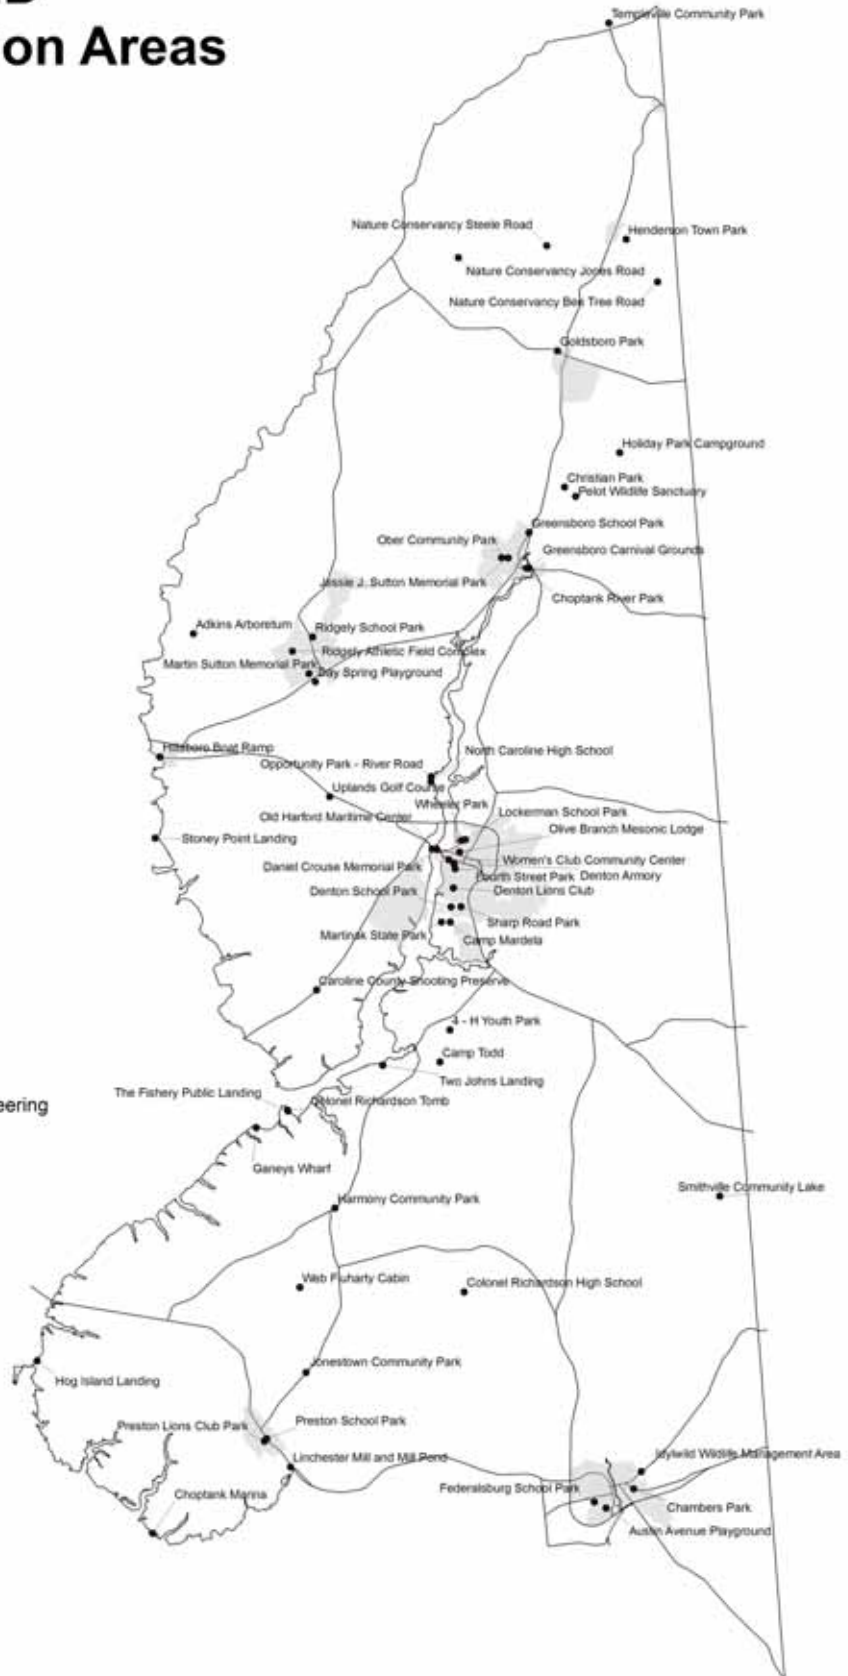 on Areas
Templeville Community Park
Nature Conservancy Steele Road
Henderson Town Park
Nature Conservancy Jones Road
Nature Conservancy Bee Tree Road
Goldsboro Park
Holiday Park Campground
Christian Park
Pelot Wildlife Sanctuary
Greensboro School Park
Ober Community Park
Greensboro Carnival Grounds
Jessie J. Sutton Memorial Park
Choptank River Park
Adkins Arboretum
Ridgely School Park
Ridgely Athletic Field Complex
Martin Sutton Memorial Park
Day Spring Playground
Hillsboro Boat Ramp
North Caroline High School
Opportunity Park - River Road
Uplands Golf Course
Wheeler Park
Old Harford Maritime Center
Lockerman School Park
Olive Branch Mesonic Lodge
Stoney Point Landing
Women's Club Community Center
Daniel Crouse Memorial Park
Fourth Street Park
Denton Armory
Denton School Park
Denton Lions Club
Sharp Road Park
Martinak State Park
Camp Mardela
Caroline County Shooting Preserve
4 - H Youth Park
Camp Todd
Two Johns Landing
The Fishery Public Landing
Colonel Richardson Tomb
eering
Ganeys Wharf
Smithville Community Lake
Harmony Community Park
Web Fluharty Cabin
Colonel Richardson High School
Jonestown Community Park
Hog Island Landing
Preston School Park
Preston Lions Club Park
Linchester Mill and Mill Pond
Idylwild Wildlife Management Area
Federalsburg School Park
Choptank Marina
Chambers Park
Austin Avenue Playground